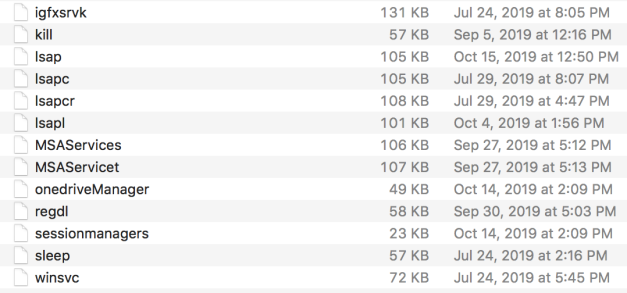 igfxsrvk 131 KB Jul 24, 2019 at 8:05 PM
kill 57 KB Sep 5, 2019 at 12:16 PM
lsap 105 KB Oct 15, 2019 at 12:50 PM
lsapc 105 KB Jul 29, 2019 at 8:07 PM
lsapcr 108 KB Jul 29, 2019 at 4:47 PM
lsapl 101 KB Oct 4, 2019 at 1:56 PM
MSAServices 106 KB Sep 27, 2019 at 5:12 PM
MSAServicet 107 KB Sep 27, 2019 at 5:13 PM
onedriveManager 49 KB Oct 14, 2019 at 2:09 PM
regdl 58 KB Sep 30, 2019 at 5:03 PM
sessionmanagers 23 KB Oct 14, 2019 at 2:09 PM
sleep 57 KB Jul 24, 2019 at 2:16 PM
winsvc 72 KB Jul 24, 2019 at 5:45 PM